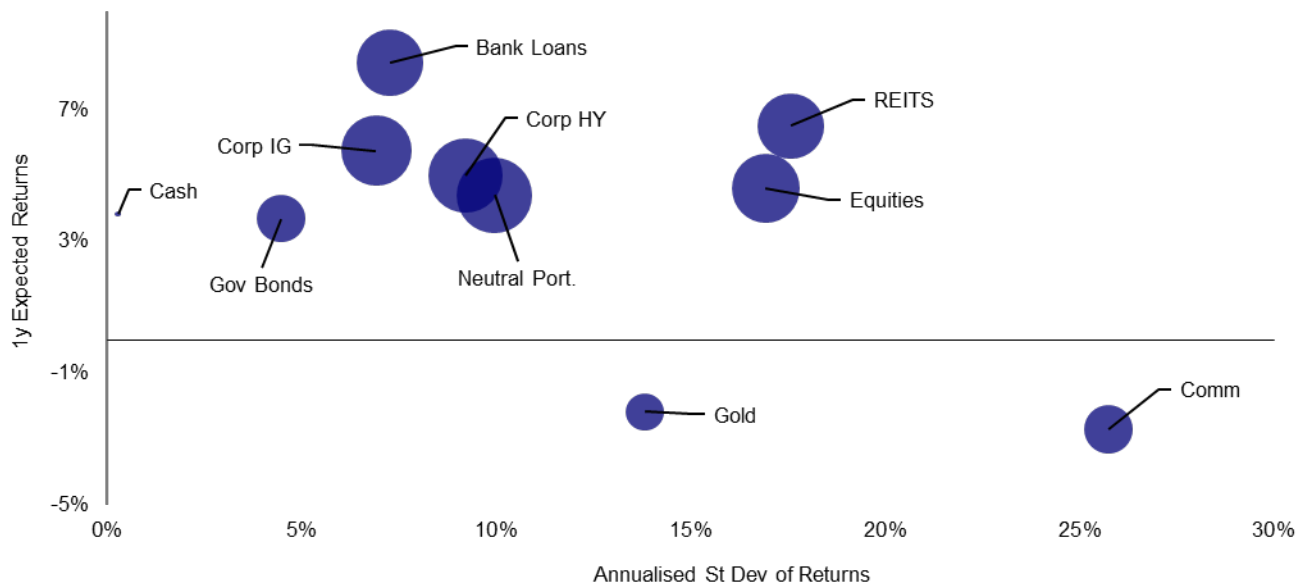 Bank Loans
7%
REITS
Corp HY
Corp IG
Cash
Equities
3%
Gov Bonds
Neutral Port.
1y Expected Returns
-1%
Comm
Gold
-5%
0%
5%
10%
15%
20%
25%
30%
Annualised St Dev of Returns